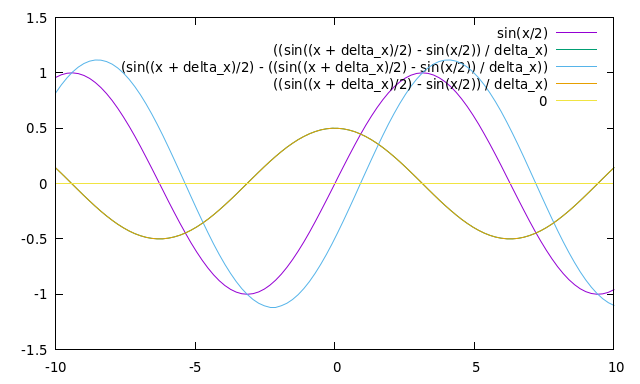 1.5
sin(x/2)
((sin((x + delta_x)/2) - sin(x/2)) / delta_x)
1
(sin((x + delta_x)/2) - ((sin((x + delta_x)/2) - sin(x/2)) / delta_x))
((sin((x + delta_x)/2) - sin(x/2)) / delta_x)
0
0.5
0
-0.5
-1
-1.5
-10 -5 0 5 10